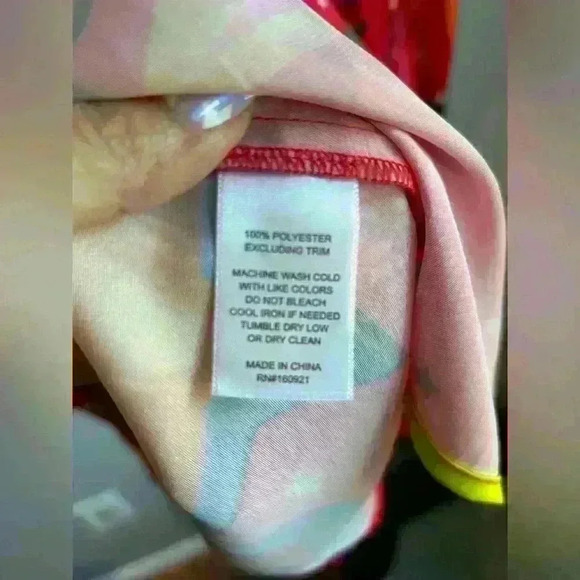 100% POLYESTER
EXCLUDING TRIM
MACHINE WASH COLD
WITH LIKE COLORS
DO NOT BLEACH
COOL IRON IF NEEDED
TUMBLE DRY LOW
OR DRY CLEAN
MADE IN CHINA
RN#160921